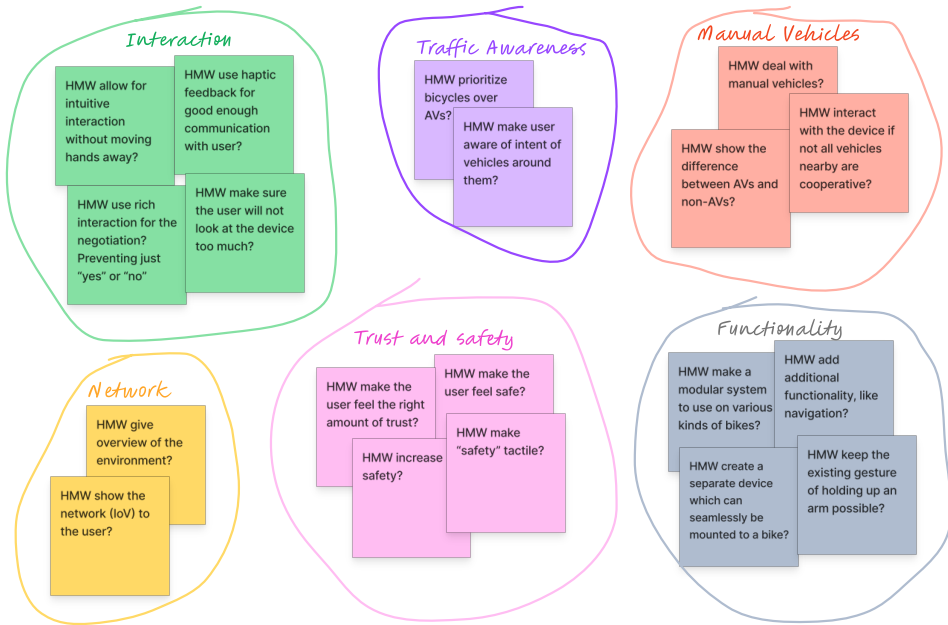 Interaction
HMW allow for
intuitive
interaction
without moving
hands away?
HMW use haptic
feedback for
good enough
communication
with user?
HMW use rich
interaction for the
negotiation?
Preventing just
“yes” or “no”
HMW make sure
the user will not
look at the device
too much?
Traffic Awareness
HMW prioritize
bicycles over
AVs?
HMW make user
aware of intent of
vehicles around
them?
Manual Vehicles
HMW deal with
manual vehicles?
HMW interact
with the device if
not all vehicles
nearby are
cooperative?
HMW show the
difference
between AVs and
non-AVs?
Network
HMW give
overview of the
environment?
HMW show the
network (IoV) to
the user?
Trust and safety
HMW make the
user feel the right
amount of trust?
HMW make the
user feel safe?
HMW increase
safety?
HMW make
“safety” tactile?
Functionality
HMW make a
modular system
to use on various
kinds of bikes?
HMW add
additional
functionality, like
navigation?
HMW create a
separate device
which can
seamlessly be
mounted to a bike?
HMW keep the
existing gesture
of holding up an
arm possible?